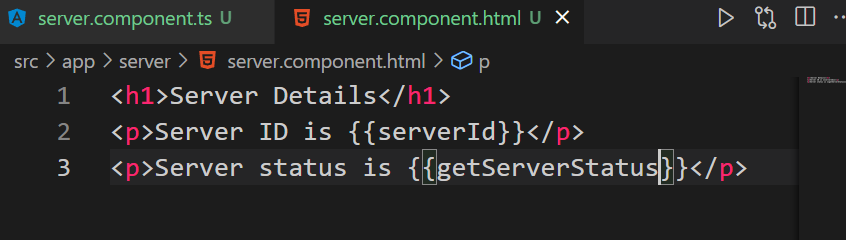 server.component.ts U
server.component.html U
src > app > server > server.component.html > p
1 <h1>Server Details</h1>
2 <p>Server ID is {{serverId}}</p>
3 <p>Server status is {{getServerStatus}}</p>